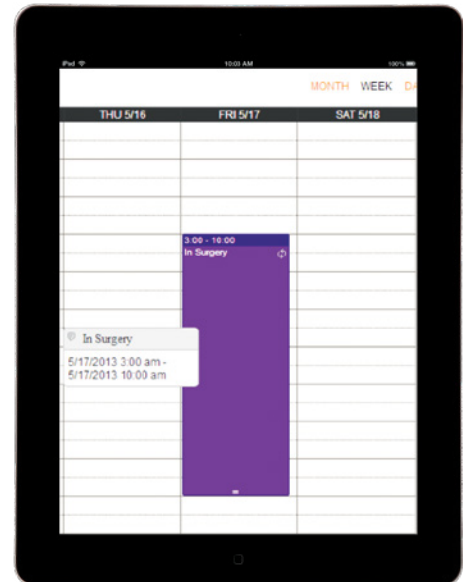 iPad 10:03 AM 100%
MONTH WEEK DA
THU 5/16 FRI 5/17 SAT 5/18
3:00 - 10:00
In Surgery
In Surgery
5/17/2013 3:00 am -
5/17/2013 10:00 am